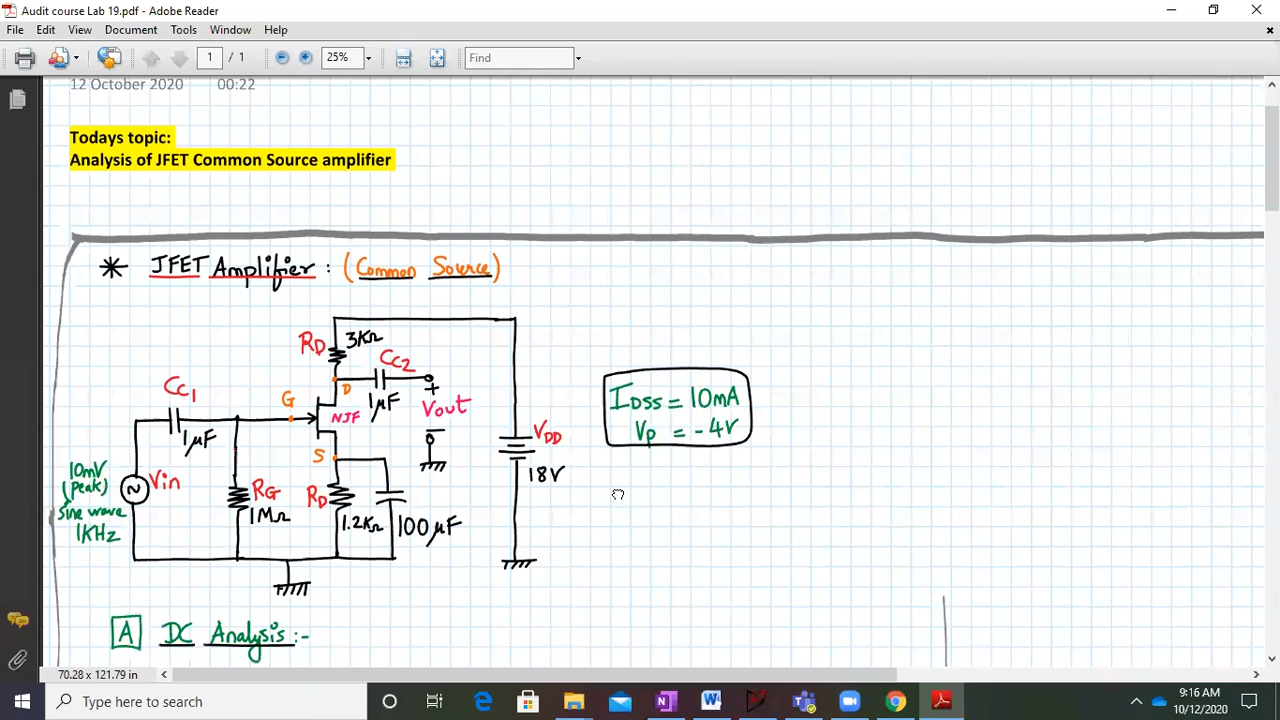 Audit course Lab 19.pdf - Adobe Reader
File Edit View Document Tools Window Help
1 / 1 25% Find
12 October 2020 00:22
Todays topic:
Analysis of JFET Common Source amplifier
* JFET Amplifier : (Common Source)
RD 3KΩ
CC2
1μF
D
CC1
1μF
G
NJF
Vout
+
-
S
10mV
(peak)
sine wave
1KHz
Vin
RG
1MΩ
RD
1.2KΩ
100μF
VDD
18V
IDSS = 10mA
Vp = -4V
A DC Analysis :-
70.28 x 121.79 in
Type here to search
9:16 AM
10/12/2020